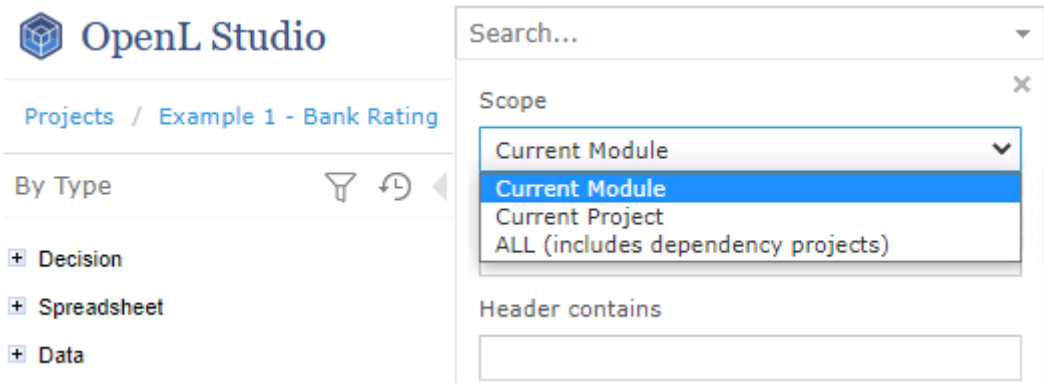 OpenL Studio
Search...
Projects / Example 1 - Bank Rating
Scope
Current Module
By Type
Current Module
Current Project
ALL (includes dependency projects)
Decision
Spreadsheet
Header contains
Data